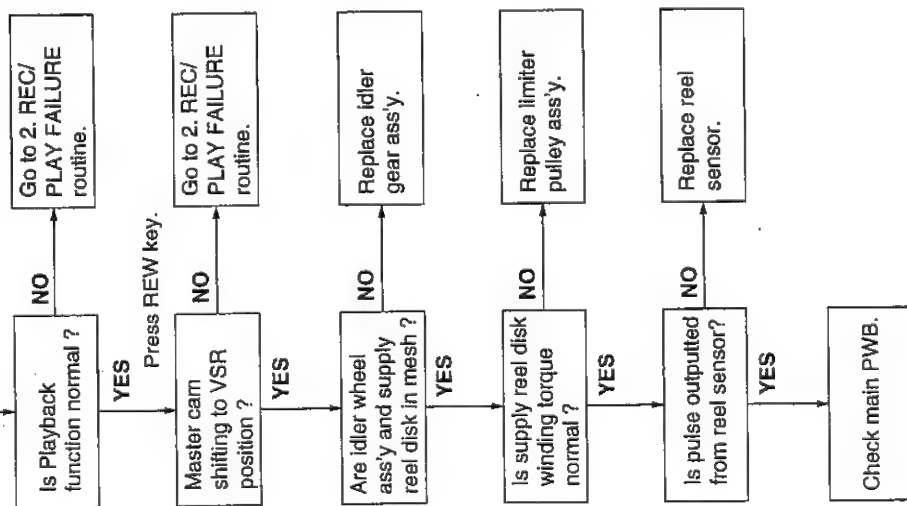 Is Playback
function normal ?
NO
Go to 2. REC/
PLAY FAILURE
routine.
YES
Press REW key.
Master cam
shifting to VSR
position ?
NO
Go to 2. REC/
PLAY FAILURE
routine.
YES
Are idler wheel
ass'y and supply
reel disk in mesh ?
NO
Replace idler
gear ass'y.
YES
Is supply reel disk
winding torque
normal ?
NO
Replace limiter
pulley ass'y.
YES
Is pulse outputted
from reel sensor?
NO
Replace reel
sensor.
YES
Check main PWB.